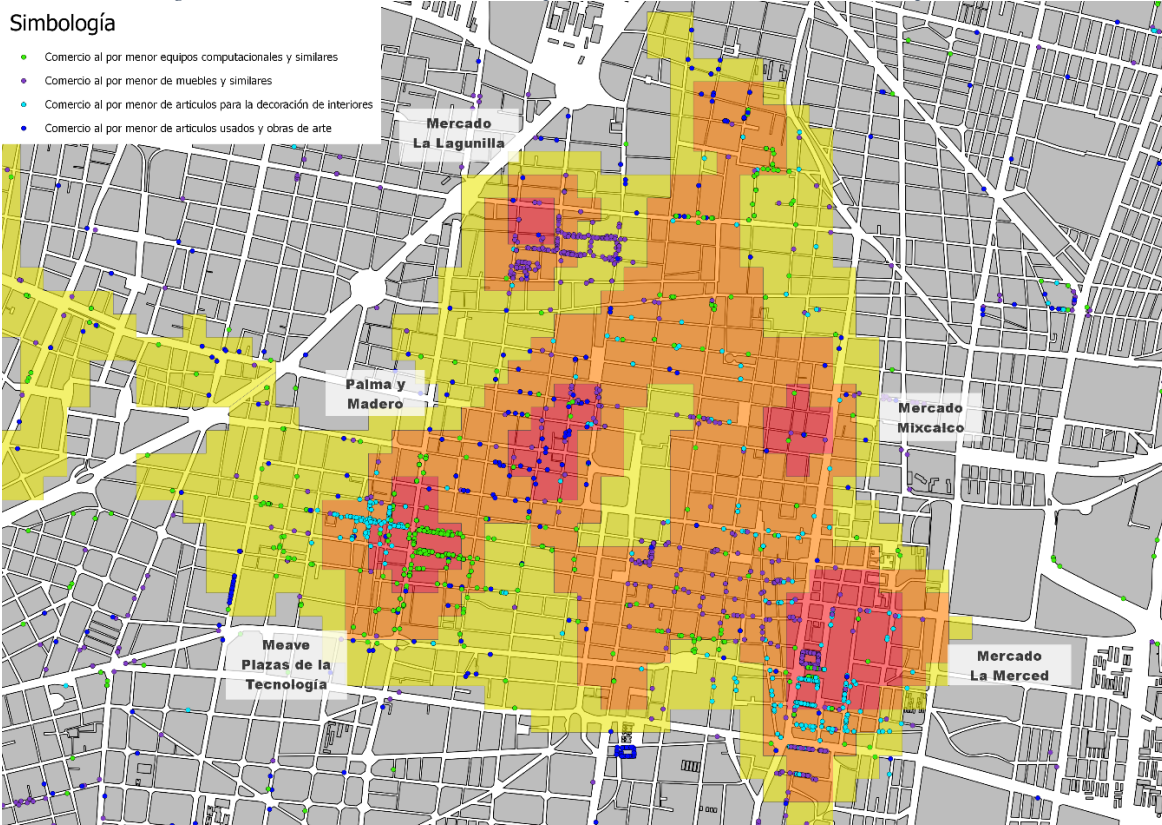 Simbología
Comercio al por menor equipos computacionales y similares
Comercio al por menor de muebles y similares
Comercio al por menor de articulos para la decoración de interiores
Comercio al por menor de articulos usados y obras de arte
Mercado
La Lagunilla
Palma y
Madero
Mercado
Mixcalco
Meave
Plazas de la
Tecnología
Mercado
La Merced